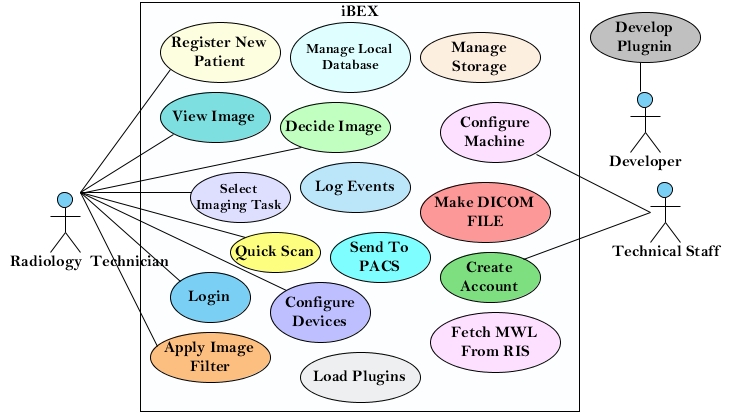 iBEX
Register New
Patient
Manage Local
Database
Manage
Storage
Develop
Plugnin
View Image
Decide Image
Configure
Machine
Developer
Select
Imaging Task
Log Events
Make DICOM
FILE
Radiology Technician
Technical Staff
Quick Scan
Send To
PACS
Create
Account
Login
Configure
Devices
Fetch MWL
From RIS
Apply Image
Filter
Load Plugins